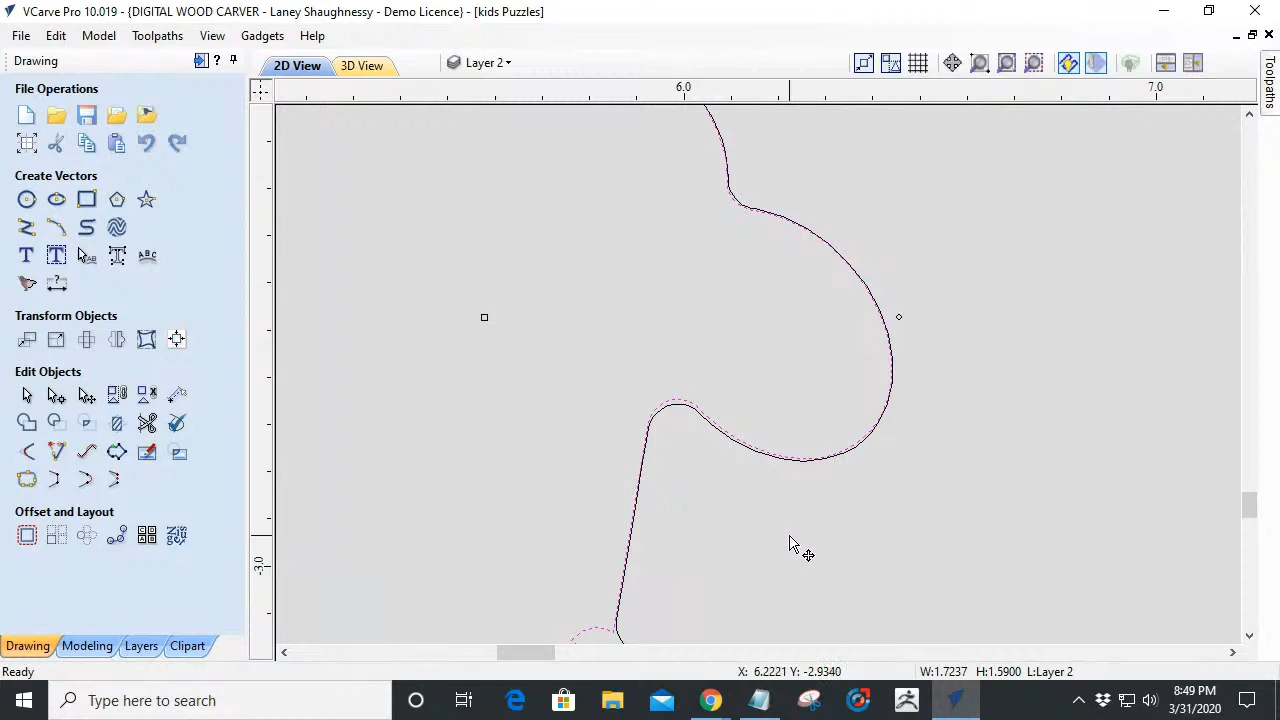 VCarve Pro 10.019 - {DIGITAL WOOD CARVER - Laney Shaughnessy - Demo Licence} - [kids Puzzles]
File Edit Model Toolpaths View Gadgets Help
Drawing
2D View 3D View Layer 2
Toolpaths
File Operations
6.0 7.0
Create Vectors
Transform Objects
Edit Objects
Offset and Layout
-3.0
Drawing Modeling Layers Clipart
Ready X: 6.2221 Y: -2.9340 W:1.7237 H:1.5900 L:Layer 2
Type here to search
8:49 PM
3/31/2020